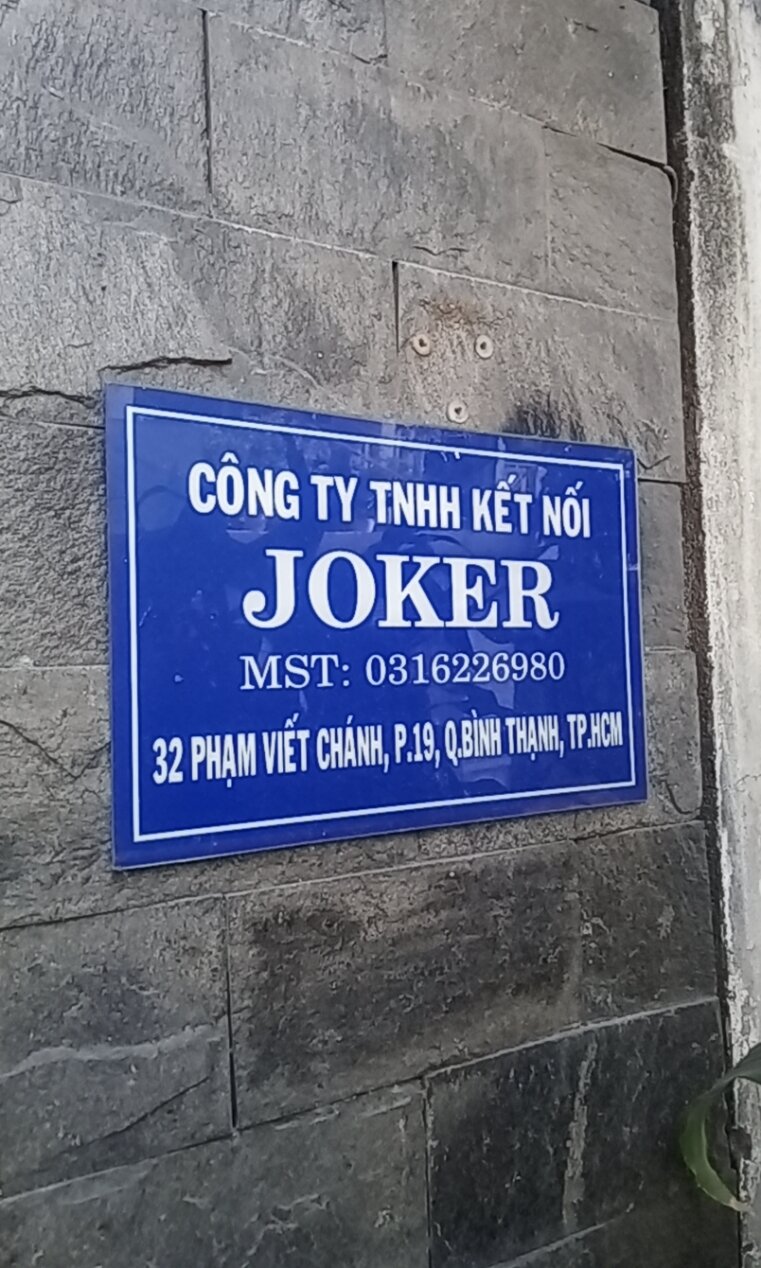 CÔNG TY TNHH KẾT NỐI
JOKER
MST: 0316226980
32 PHẠM VIẾT CHÁNH, P.19, Q.BÌNH THẠNH, TP.HCM